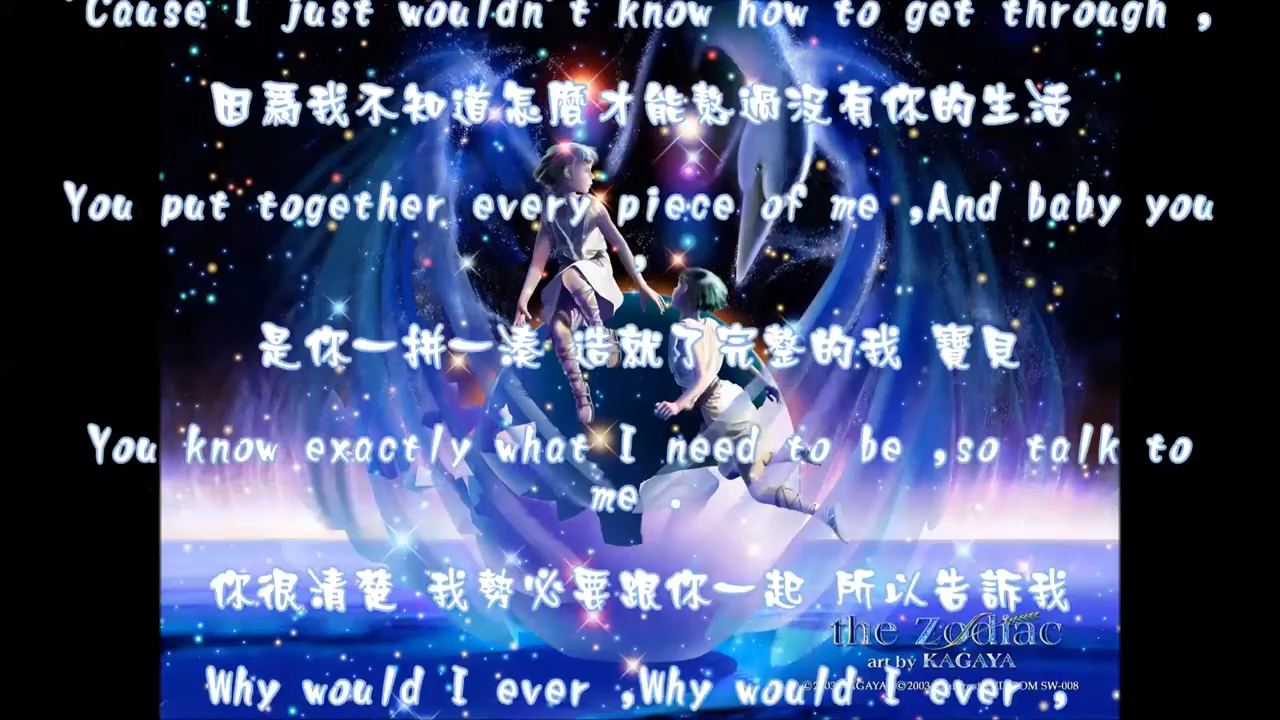 'Cause I just wouldn't know how to get through ,
因爲我不知道怎麼才能熬過沒有你的生活
You put together every piece of me ,And baby you
,
是你一拼一湊 造就了完整的我 寶貝
You know exactly what I need to be ,so talk to
me .
你很清楚 我勢必要跟你一起 所以告訴我
the Zodiac
art by KAGAYA
Why would I ever ,Why would I ever ,
SW-008